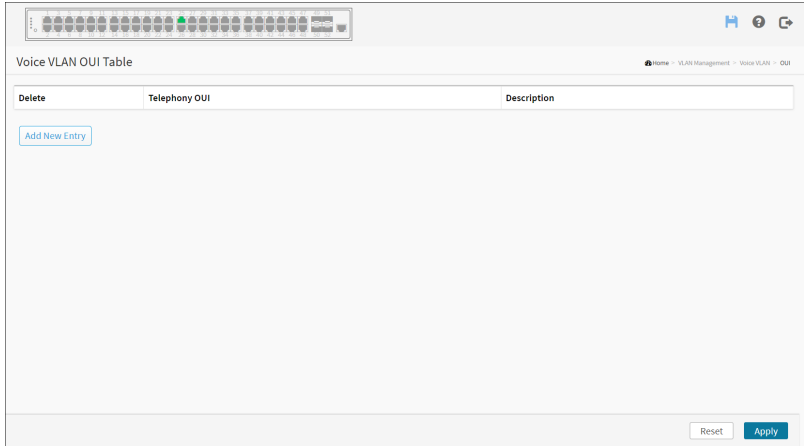 Voice VLAN OUI Table
Home > VLAN Management > Voice VLAN > OUI
Delete Telephony OUI Description
Add New Entry
Reset Apply